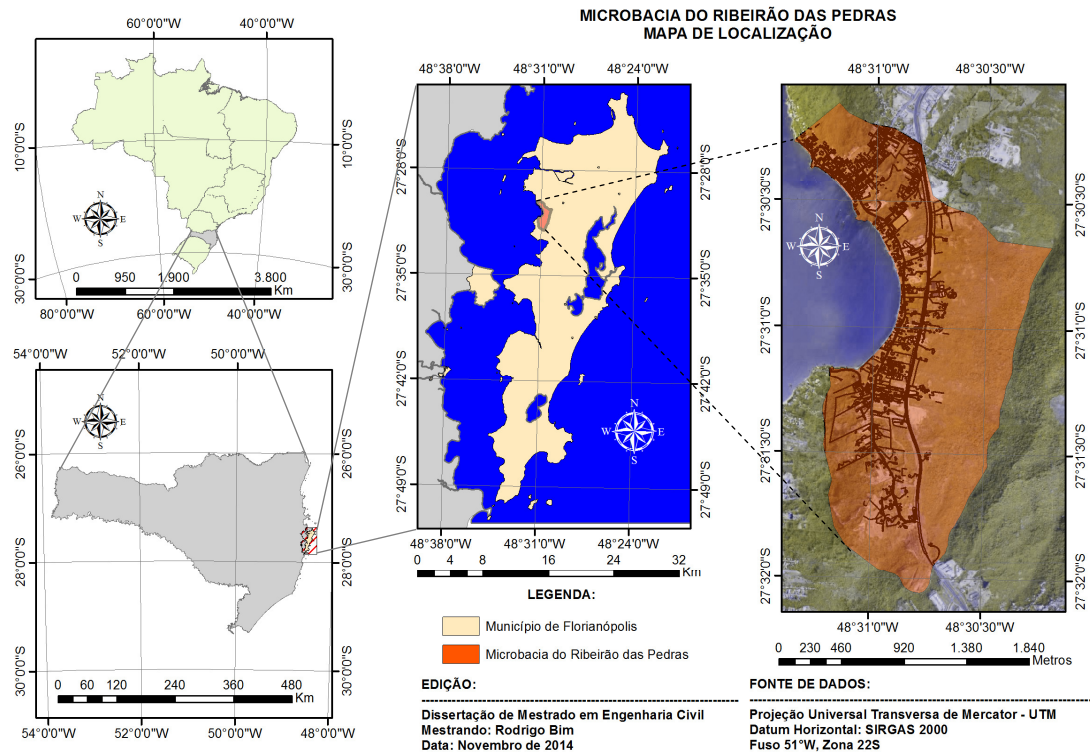 MICROBACIA DO RIBEIRÃO DAS PEDRAS
MAPA DE LOCALIZAÇÃO
60°0'0"W 40°0'0"W
10°0'0"S 10°0'0"S
30°0'0"S 30°0'0"S
N
W E
S
0 950 1.900 3.800
Km
80°00'0"W 60°00'0"W 40°00'0"W
54°0'0"W 52°0'0"W 50°0'0"W
26°0'0"S 26°0'0"S
28°0'0"S 28°0'0"S
30°0'0"S 30°0'0"S
N
W E
S
0 60 120 240 360 480
Km
54°0'0"W 52°0'0"W 50°0'0"W 48°0'0"W
48°38'0"W 48°31'0"W 48°24'0"W
27°28'0"S 27°28'0"S
27°35'0"S 27°35'0"S
27°42'0"S 27°42'0"S
27°49'0"S 27°49'0"S
N
W E
S
48°38'0"W 48°31'0"W 48°24'0"W
0 4 8 16 24 32
Km
48°31'0"W 48°30'30"W
27°30'30"S 27°30'30"S
27°31'0"S 27°31'0"S
27°31'30"S 27°31'30"S
27°32'0"S 27°32'0"S
N
W E
S
48°31'0"W 48°30'30"W
0 230 460 920 1.380 1.840
Metros
LEGENDA:
Município de Florianópolis
Microbacia do Ribeirão das Pedras
EDIÇÃO:
Dissertação de Mestrado em Engenharia Civil
Mestrando: Rodrigo Bim
Data: Novembro de 2014
FONTE DE DADOS:
Projeção Universal Transversa de Mercator - UTM
Datum Horizontal: SIRGAS 2000
Fuso 51°W, Zona 22S